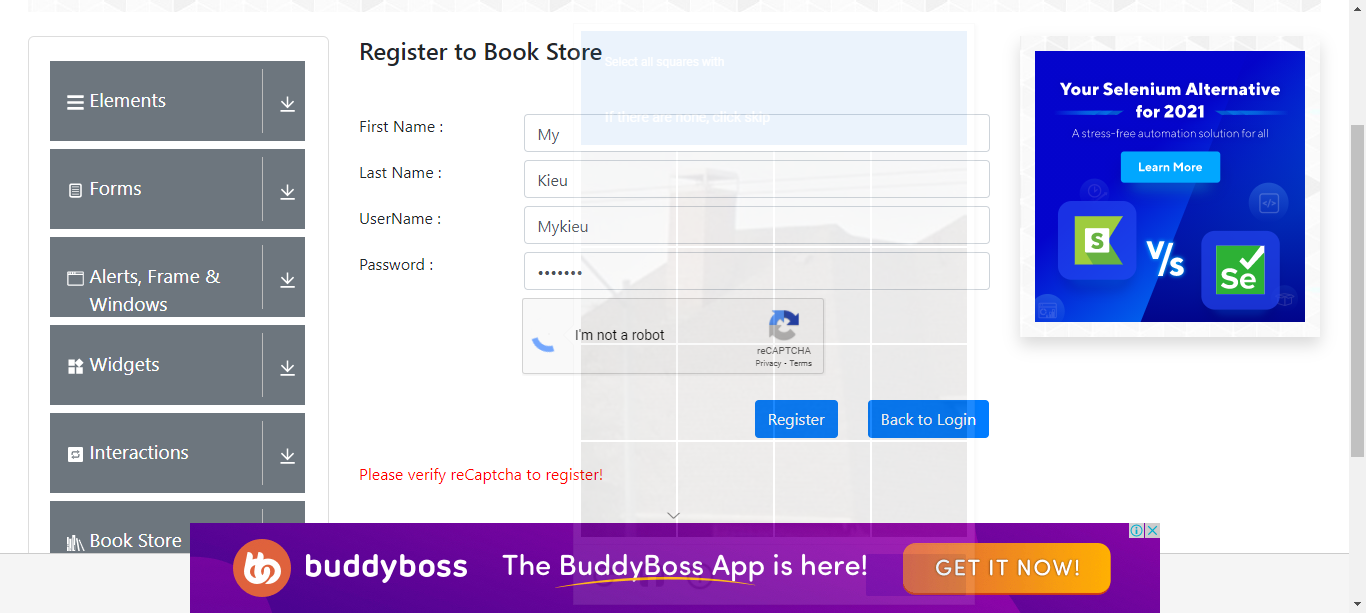 Register to Book Store
Select all squares with
If there are none, click skip
Elements
Forms
Alerts, Frame &
Windows
Widgets
Interactions
Book Store
First Name :
My
Last Name :
Kieu
UserName :
Mykieu
Password :
•••••••
I'm not a robot
reCAPTCHA
Privacy - Terms
Register
Back to Login
Please verify reCaptcha to register!
Your Selenium Alternative
for 2021
A stress-free automation solution for all
Learn More
S
V/s
Se
buddyboss
The BuddyBoss App is here!
GET IT NOW!